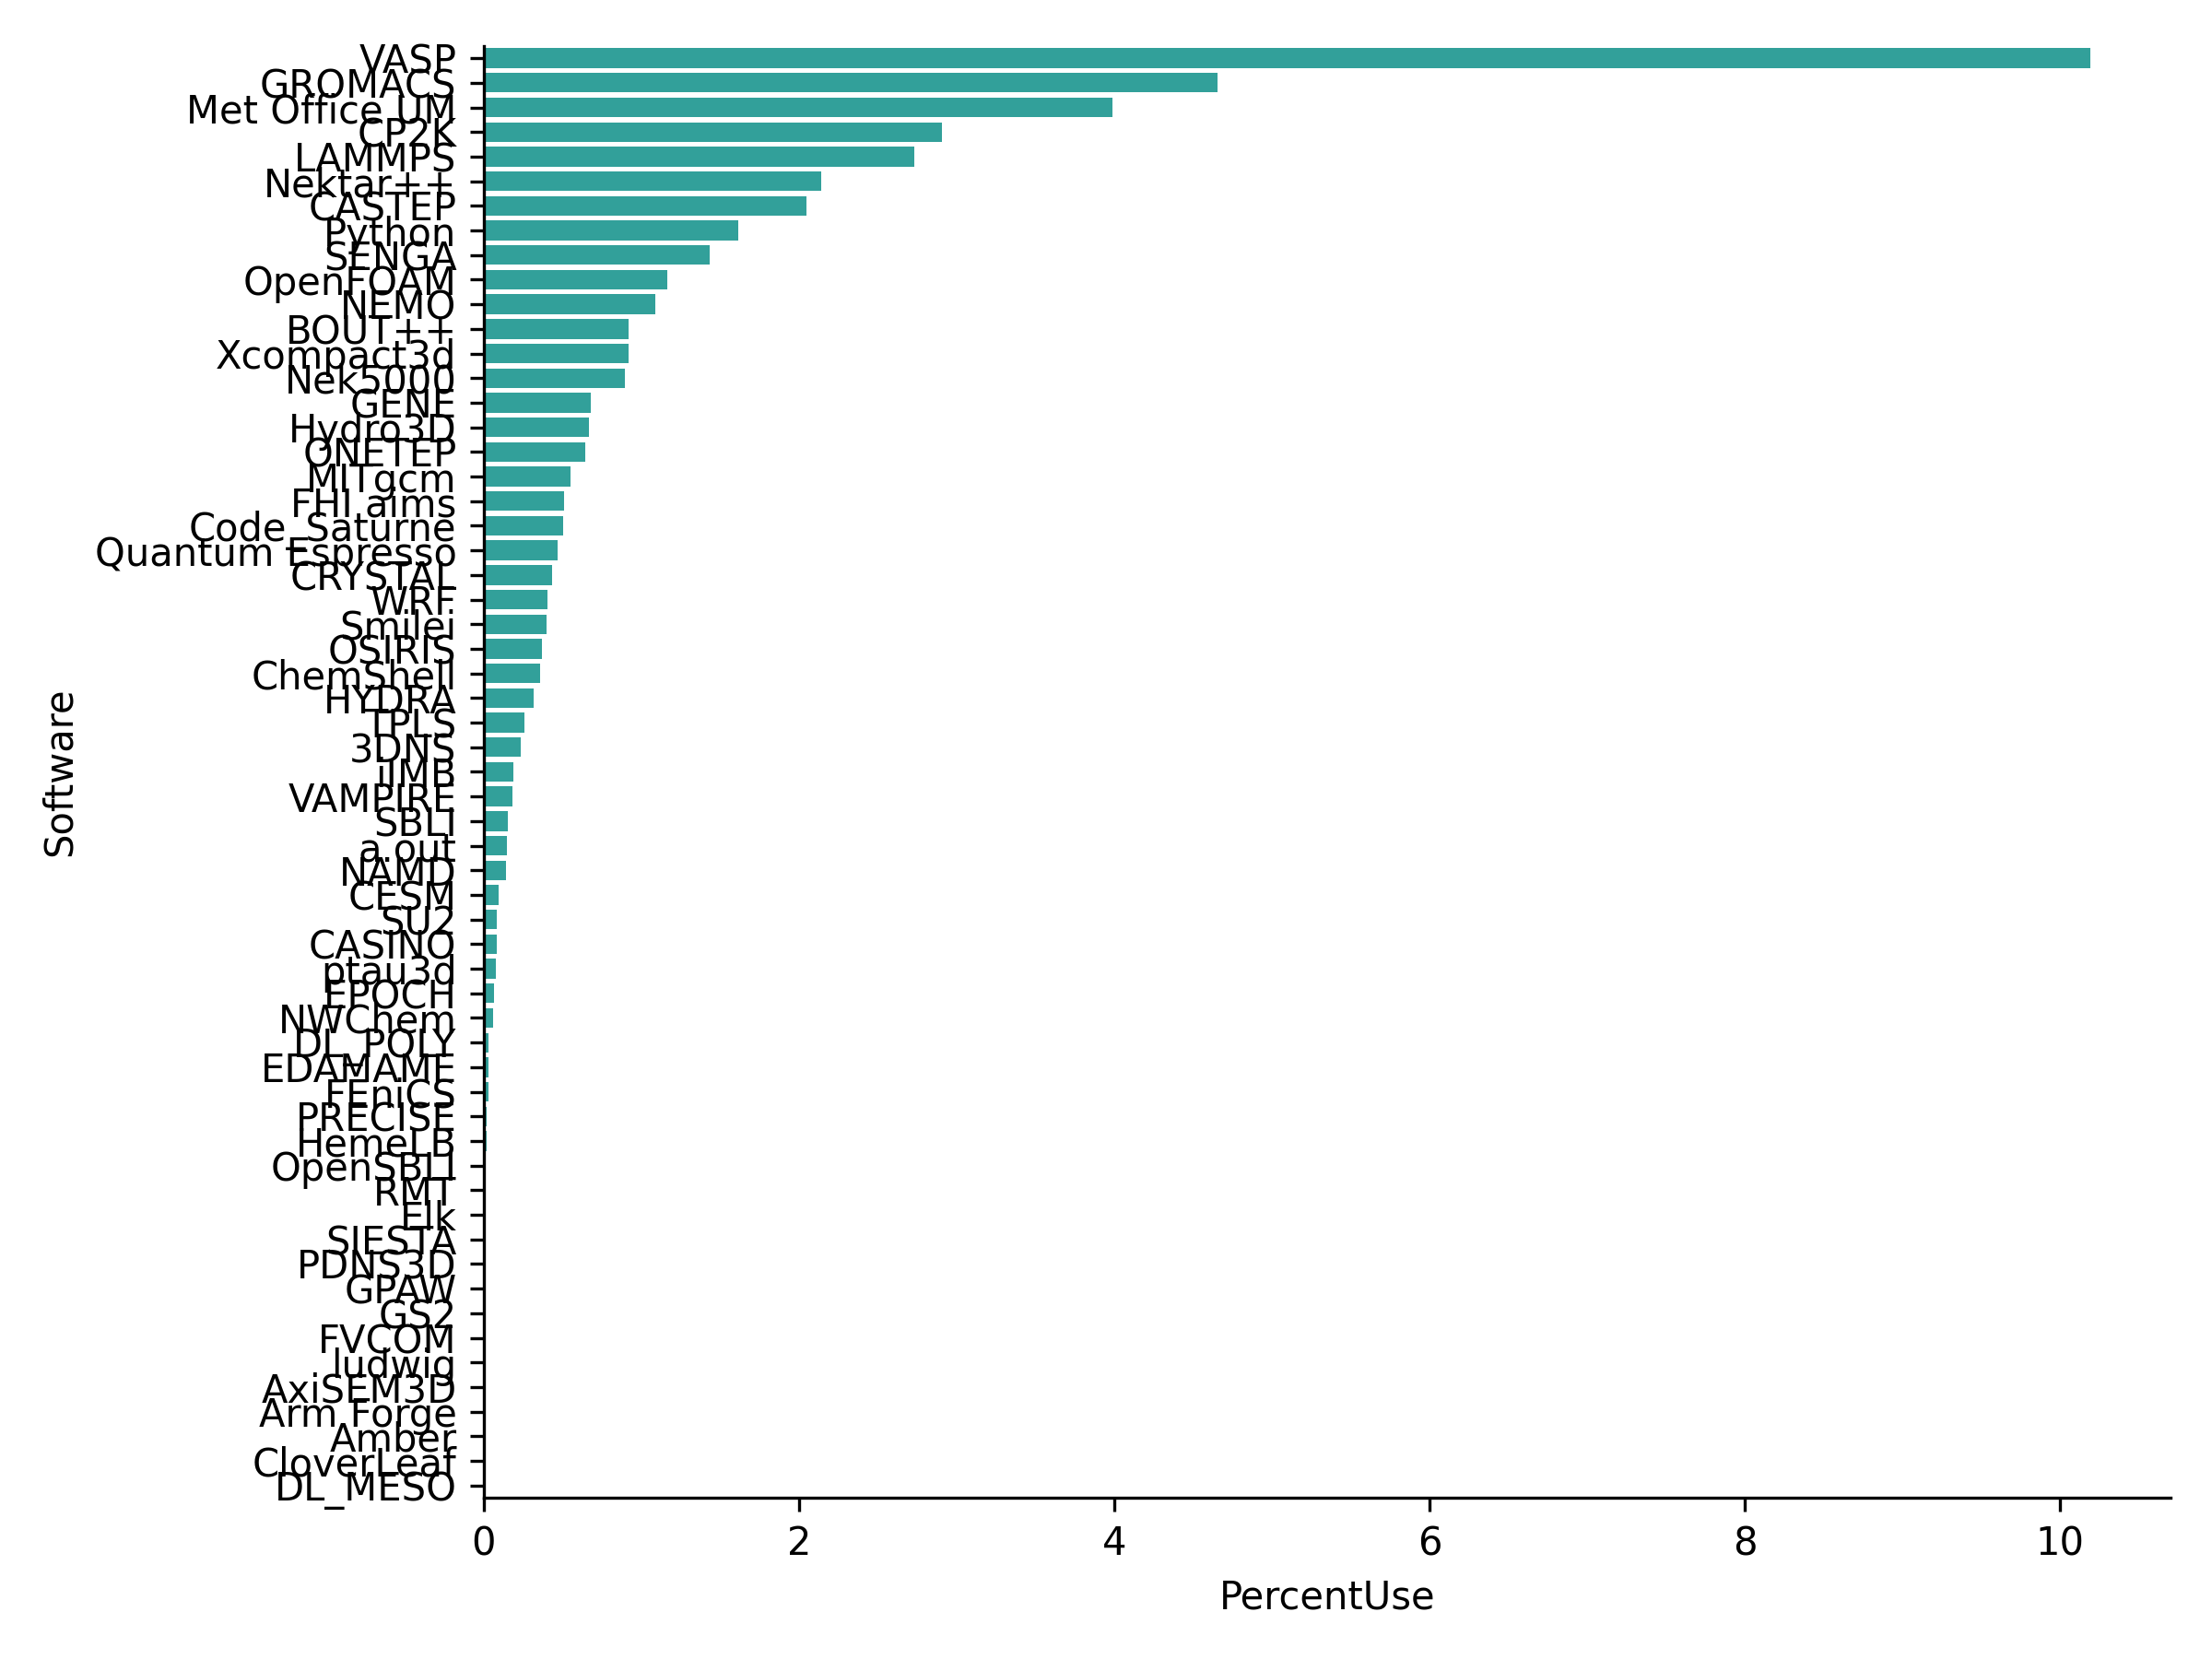 VASP
GROMACS
Met Office UM
CP2K
LAMMPS
Nektar++
CASTEP
Python
SENGA
OpenFOAM
NEMO
BOUT++
Xcompact3d
Nek5000
GENE
Hydro3D
ONETEP
MITgcm
FHI aims
Code_Saturne
Quantum Espresso
CRYSTAL
WRF
Smilei
OSIRIS
ChemShell
HYDRA
TPLS
3DNS
iIMB
VAMPIRE
SBLI
a.out
NAMD
CESM
SU2
CASINO
ptau3d
EPOCH
NWChem
DL_POLY
EDAMAME
FEniCS
PRECISE
HemeLB
OpenSBLI
RMT
Elk
SIESTA
PDNS3D
GPAW
GS2
FVCOM
ludwig
AxiSEM3D
Arm Forge
Amber
CloverLeaf
DL_MESO
Software
0 2 4 6 8 10
PercentUse